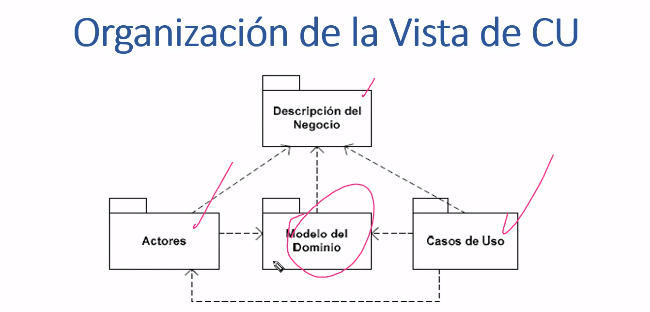 Organización de la Vista de CU
Descripción del
Negocio
Actores
Modelo del
Dominio
Casos de Uso